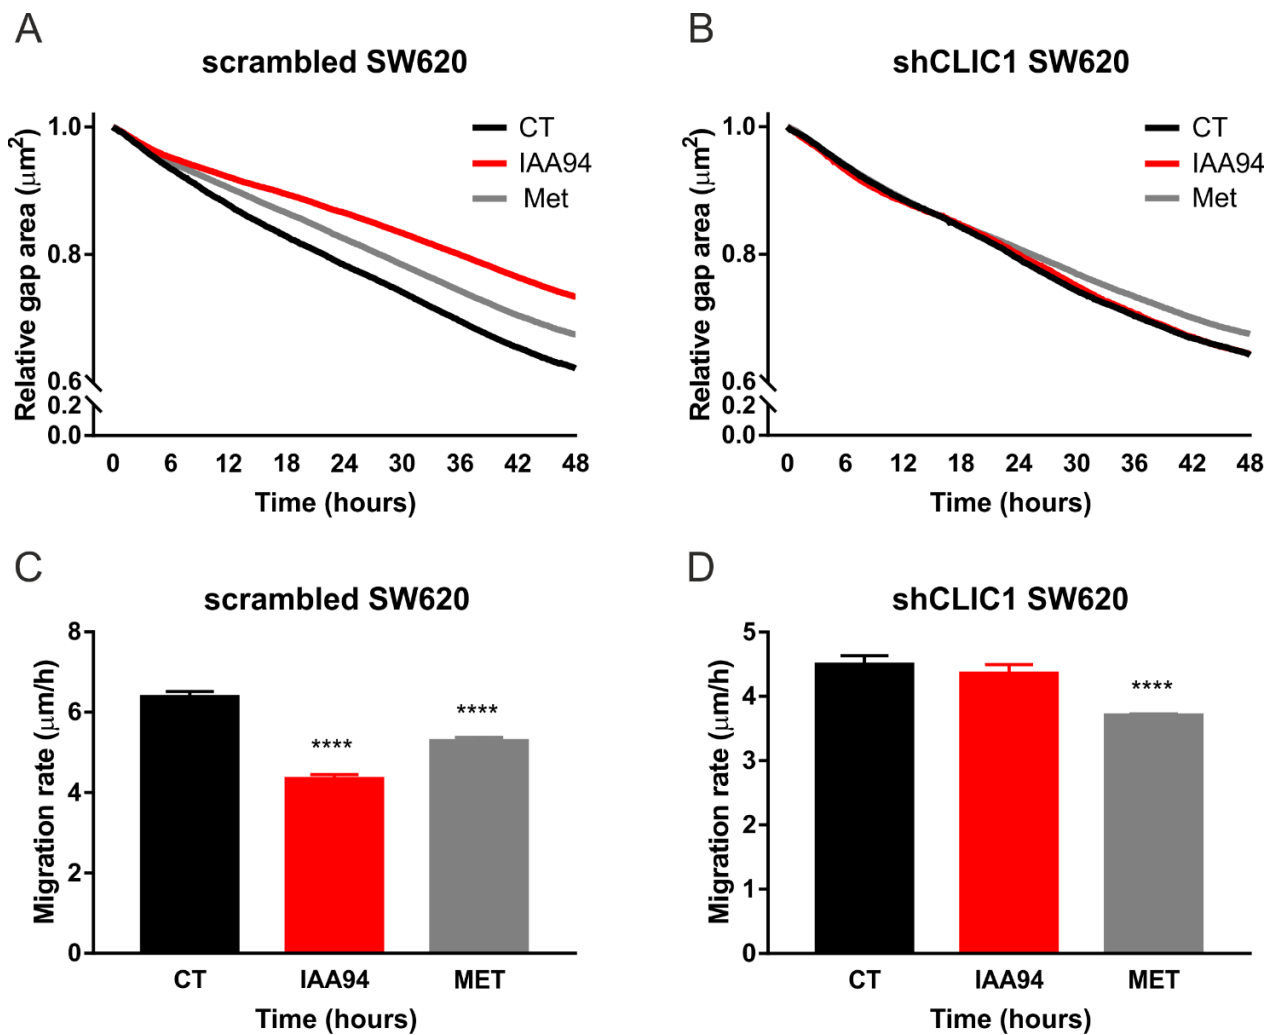 A
scrambled SW620
CT
IAA94
Met
Relative gap area (μm²)
1.0
0.8
0.6
0.2
0.0
0 6 12 18 24 30 36 42 48
Time (hours)
B
shCLIC1 SW620
CT
IAA94
Met
Relative gap area (μm²)
1.0
0.8
0.6
0.2
0.0
0 6 12 18 24 30 36 42 48
Time (hours)
C
scrambled SW620
Migration rate (μm/h)
8
6
4
2
0
****
****
CT IAA94 MET
Time (hours)
D
shCLIC1 SW620
Migration rate (μm/h)
5
4
3
2
1
0
****
CT IAA94 MET
Time (hours)